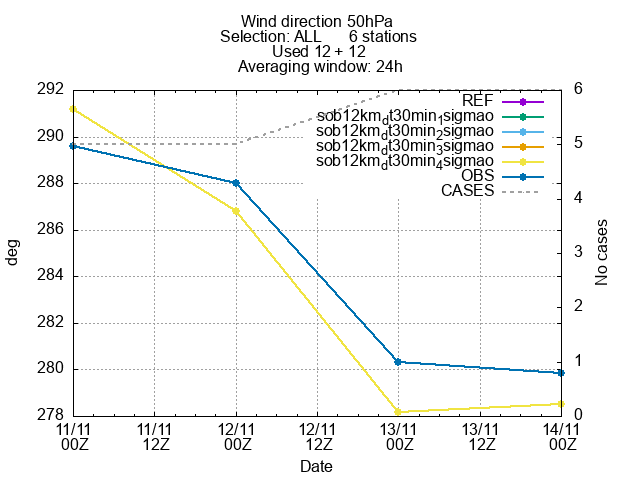 Wind direction 50hPa
Selection: ALL 6 stations
Used 12 + 12
Averaging window: 24h
292
290
288
286
284
282
280
278
deg
6
5
4
3
2
1
0
No cases
REF
sob12km_dt30min_1sigmao
sob12km_dt30min_2sigmao
sob12km_dt30min_3sigmao
sob12km_dt30min_4sigmao
OBS
CASES
11/11 11/11 12/11 12/11 13/11 13/11 14/11
00Z 12Z 00Z 12Z 00Z 12Z 00Z
Date